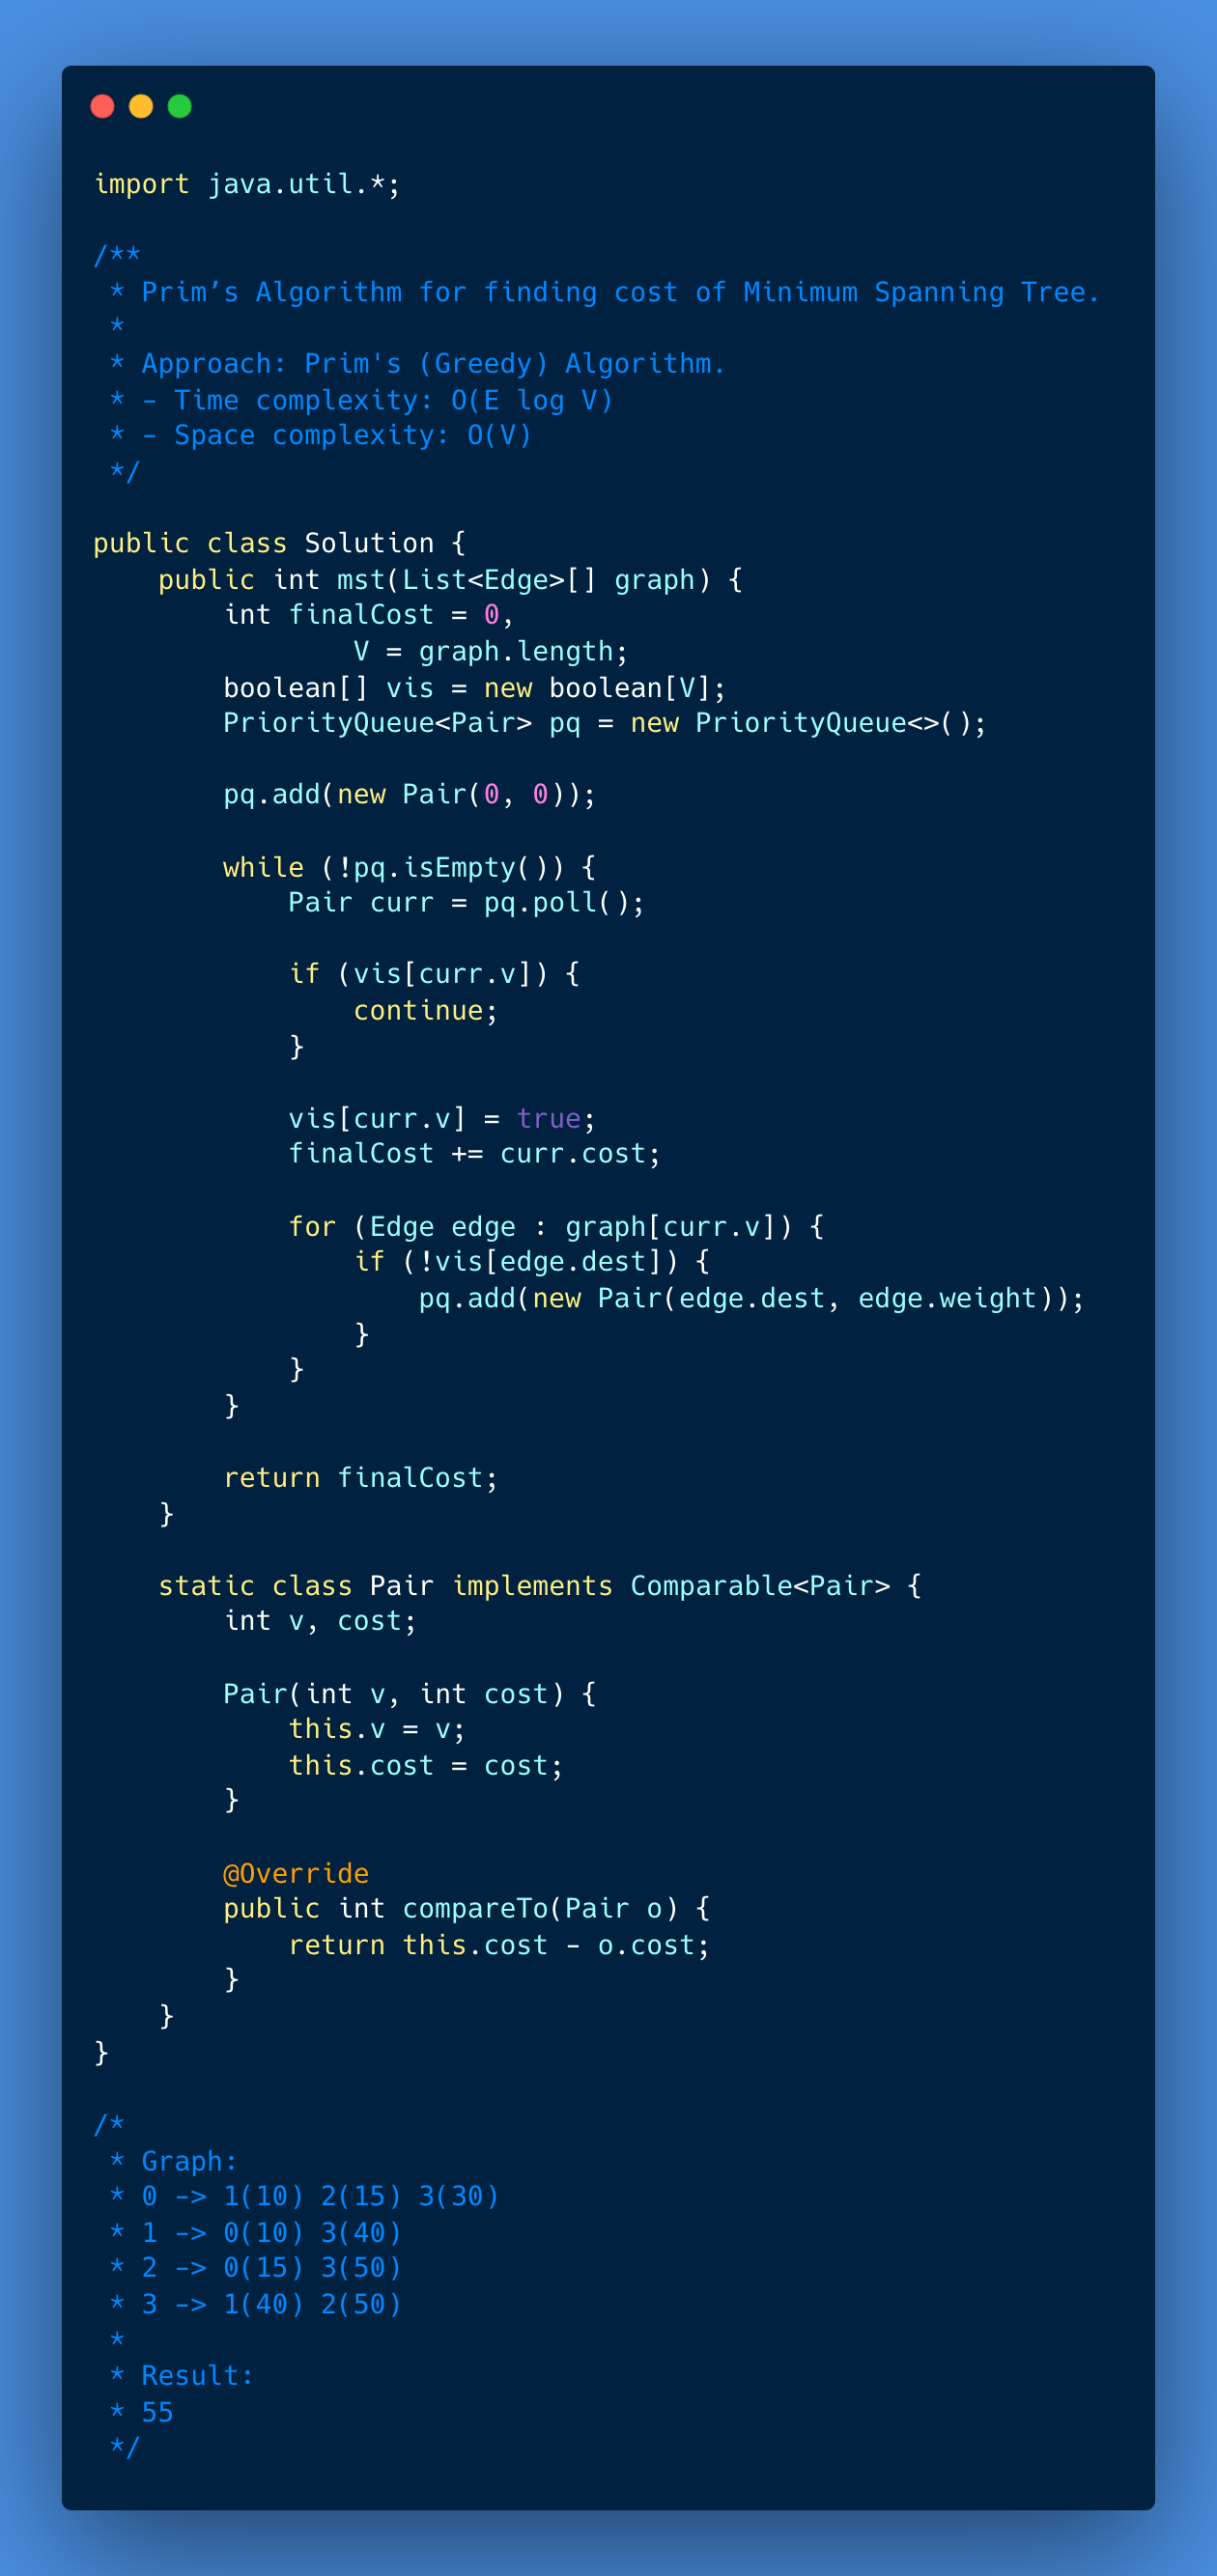 import java.util.*;

/**
 * Prim’s Algorithm for finding cost of Minimum Spanning Tree.
 *
 * Approach: Prim's (Greedy) Algorithm.
 * - Time complexity: O(E log V)
 * - Space complexity: O(V)
 */

public class Solution {
    public int mst(List<Edge>[] graph) {
        int finalCost = 0,
                V = graph.length;
        boolean[] vis = new boolean[V];
        PriorityQueue<Pair> pq = new PriorityQueue<>();

        pq.add(new Pair(0, 0));

        while (!pq.isEmpty()) {
            Pair curr = pq.poll();

            if (vis[curr.v]) {
                continue;
            }

            vis[curr.v] = true;
            finalCost += curr.cost;

            for (Edge edge : graph[curr.v]) {
                if (!vis[edge.dest]) {
                    pq.add(new Pair(edge.dest, edge.weight));
                }
            }
        }

        return finalCost;
    }

    static class Pair implements Comparable<Pair> {
        int v, cost;

        Pair(int v, int cost) {
            this.v = v;
            this.cost = cost;
        }

        @Override
        public int compareTo(Pair o) {
            return this.cost - o.cost;
        }
    }
}

/*
 * Graph:
 * 0 -> 1(10) 2(15) 3(30)
 * 1 -> 0(10) 3(40)
 * 2 -> 0(15) 3(50)
 * 3 -> 1(40) 2(50)
 *
 * Result:
 * 55
 */